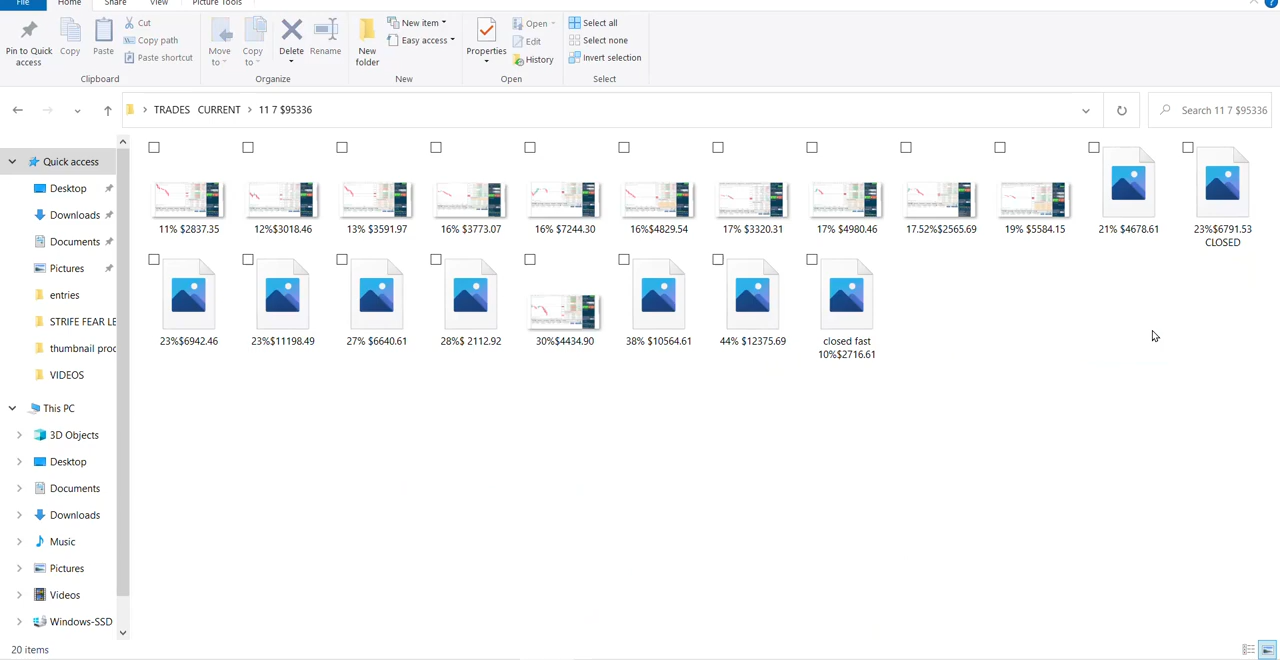 File Home Share View Picture Tools
Pin to Quick access
Copy
Paste
Cut
Copy path
Paste shortcut
Clipboard
Move to
Copy to
Delete
Rename
Organize
New folder
New item
Easy access
New
Properties
Open
Edit
History
Open
Select all
Select none
Invert selection
Select
TRADES CURRENT > 11 7 $95336
Search 11 7 $95336
Quick access
Desktop
Downloads
Documents
Pictures
entries
STRIFE FEAR LE
thumbnail proc
VIDEOS
This PC
3D Objects
Desktop
Documents
Downloads
Music
Pictures
Videos
Windows-SSD
11% $2837.35
12%$3018.46
13% $3591.97
16% $3773.07
16% $7244.30
16%$4829.54
17% $3320.31
17% $4980.46
17.52%$2565.69
19% $5584.15
21% $4678.61
23%$6791.53
CLOSED
23%$6942.46
23%$11198.49
27% $6640.61
28%$ 2112.92
30%$4434.90
38% $10564.61
44% $12375.69
closed fast
10%$2716.61
20 items